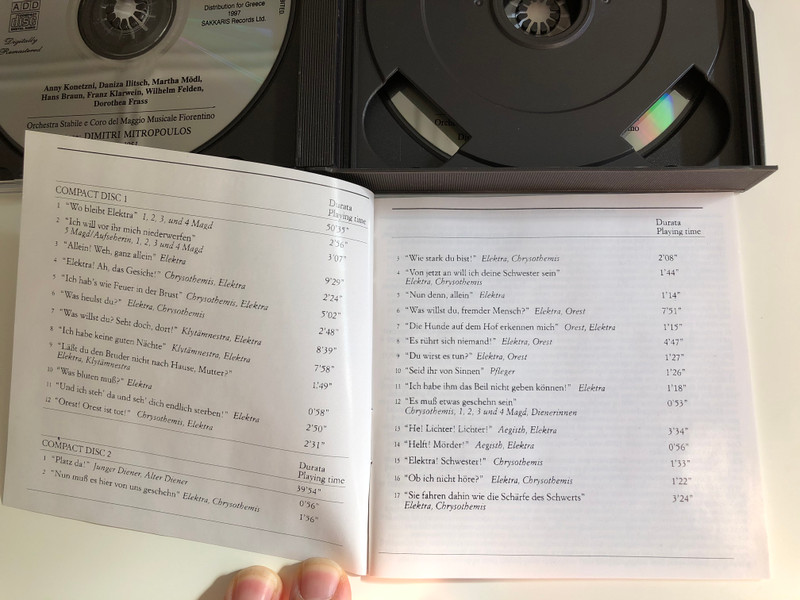 ADD
Digitally
Remastered
Distribution for Greece
1997
SAKKARIS Records Ltd.
Anny Konetzni, Daniza Ilitsch, Martha Mödl,
Hans Braun, Franz Klarwein, Wilhelm Felden,
Dorothea Frass
Orchestra Stabile e Coro del Maggio Musicale Fiorentino
DIMITRI MITROPOULOS
COMPACT DISC 1
Durata
Playing time
50'35"
1 "Wo bleibt Elektra" 1, 2, 3, und 4 Magd
2'56"
2 "Ich will vor ihr mich niederwerfen"
5 Magd/Aufseherin, 1, 2, 3 und 4 Magd
3'07"
3 "Allein! Weh, ganz allein" Elektra
9'29"
4 "Elektra! Ah, das Gesicht!" Chrysothemis, Elektra
2'24"
5 "Ich hab's wie Feuer in der Brust" Chrysothemis, Elektra
5'02"
6 "Was heulst du?" Elektra, Chrysothemis
2'48"
7 "Was willst du? Seht doch, dort!" Klytämnestra, Elektra
8'39"
8 "Ich habe keine guten Nächte" Klytämnestra, Elektra
7'58"
9 "Läßt du den Bruder nicht nach Hause, Mutter?"
Elektra, Klytämnestra
1'49"
10 "Was bluten muß?" Elektra
0'58"
11 "Und ich steh' da und seh' dich endlich sterben!" Elektra
2'50"
12 "Orest! Orest ist tot!" Chrysothemis, Elektra
2'31"
COMPACT DISC 2
Durata
Playing time
39'54"
1 "Platz da!" Junger Diener, Alter Diener
0'56"
2 "Nun muß es hier von uns geschehn" Elektra, Chrysothemis
1'36"
Durata
Playing time
3 "Wie stark du bist!" Elektra, Chrysothemis 2'08"
4 "Von jetzt an will ich deine Schwester sein" 1'44"
Elektra, Chrysothemis
5 "Nun denn, allein" Elektra 1'14"
6 "Was willst du, fremder Mensch?" Elektra, Orest 7'51"
7 "Die Hunde auf dem Hof erkennen mich" Orest, Elektra 1'15"
8 "Es rührt sich niemand!" Elektra, Orest 4'47"
9 "Du wirst es tun?" Elektra, Orest 1'27"
10 "Seid ihr von Sinnen" Pfleger 1'26"
11 "Ich habe ihm das Beil nicht geben können!" Elektra 1'18"
12 "Es muß etwas geschehn sein" 0'53"
Chrysothemis, 1, 2, 3 und 4 Magd, Dienerinnen
13 "He! Lichter! Lichter!" Aegisth, Elektra 3'34"
14 "Helft! Mörder!" Aegisth, Elektra 0'56"
15 "Elektra! Schwester!" Chrysothemis 1'33"
16 "Ob ich nicht höre?" Elektra, Chrysothemis 1'22"
17 "Sie fahren dahin wie die Schärfe des Schwerts" 3'24"
Elektra, Chrysothemis